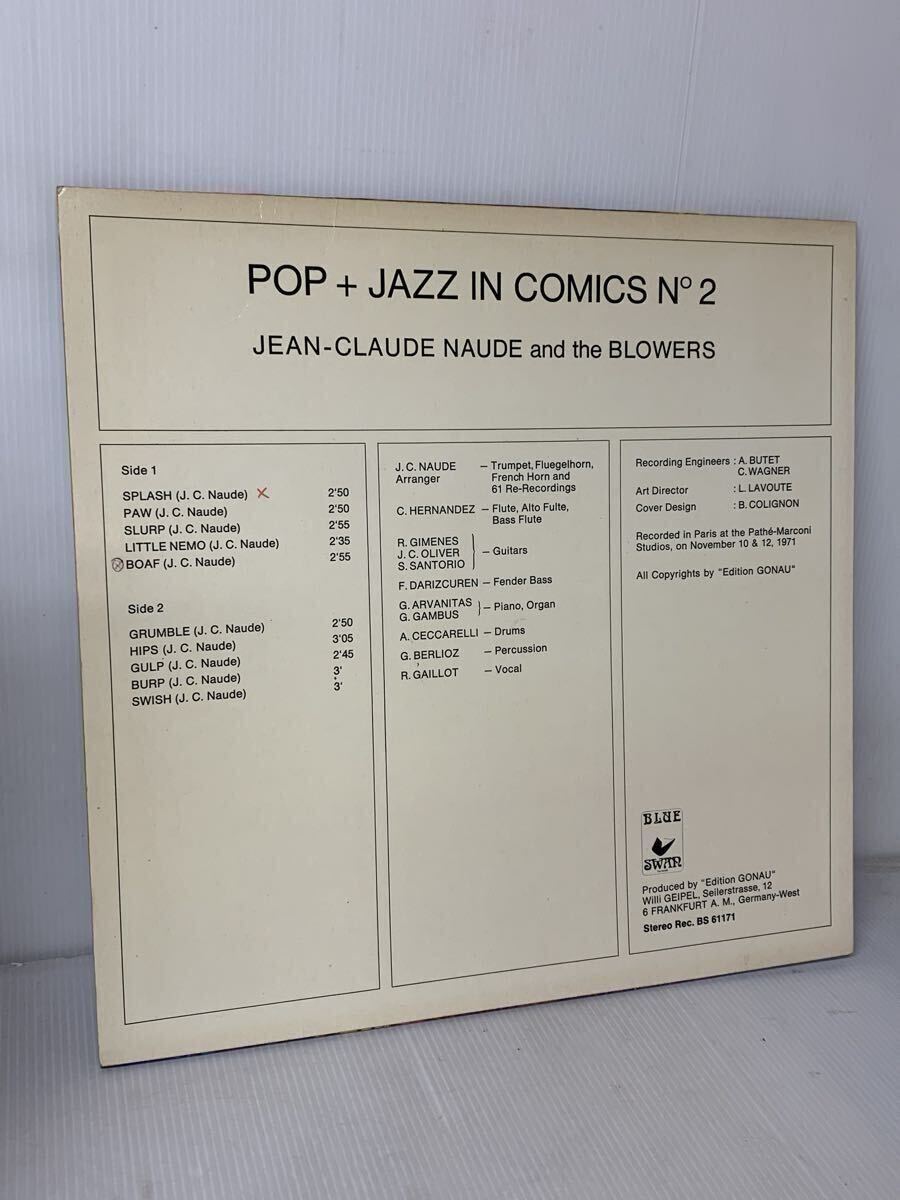 POP + JAZZ IN COMICS Nº 2
JEAN-CLAUDE NAUDE and the BLOWERS
Side 1
SPLASH (J. C. Naude) 2'50
PAW (J. C. Naude) 2'50
SLURP (J. C. Naude) 2'55
LITTLE NEMO (J. C. Naude) 2'35
BOAF (J. C. Naude) 2'55
Side 2
GRUMBLE (J. C. Naude) 2'50
HIPS (J. C. Naude) 3'05
GULP (J. C. Naude) 2'45
BURP (J. C. Naude) 3'
SWISH (J. C. Naude) 3'
J. C. NAUDE – Trumpet, Fluegelhorn,
Arranger French Horn and
61 Re-Recordings
C. HERNANDEZ – Flute, Alto Fulte,
Bass Flute
R. GIMENES
J. C. OLIVER – Guitars
S. SANTORIO
F. DARIZCUREN – Fender Bass
G. ARVANITAS – Piano, Organ
G. GAMBUS
A. CECCARELLI – Drums
G. BERLIOZ – Percussion
R. GAILLOT – Vocal
Recording Engineers : A. BUTET
C. WAGNER
Art Director : L. LAVOUTE
Cover Design : B. COLIGNON
Recorded in Paris at the Pathé-Marconi
Studios, on November 10 & 12, 1971
All Copyrights by "Edition GONAU"
BLUE
SWAN
Produced by "Edition GONAU"
Willi GEIPEL, Seilerstrasse, 12
6 FRANKFURT A. M., Germany-West
Stereo Rec. BS 61171